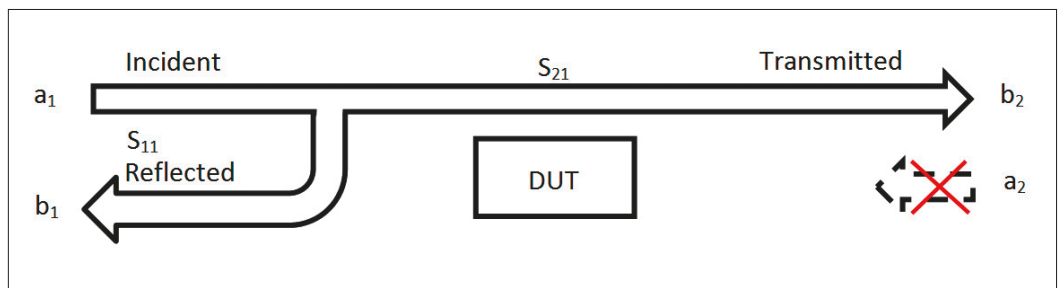 Incident
S₂₁
Transmitted
a₁
b₂
S₁₁
Reflected
DUT
a₂
b₁